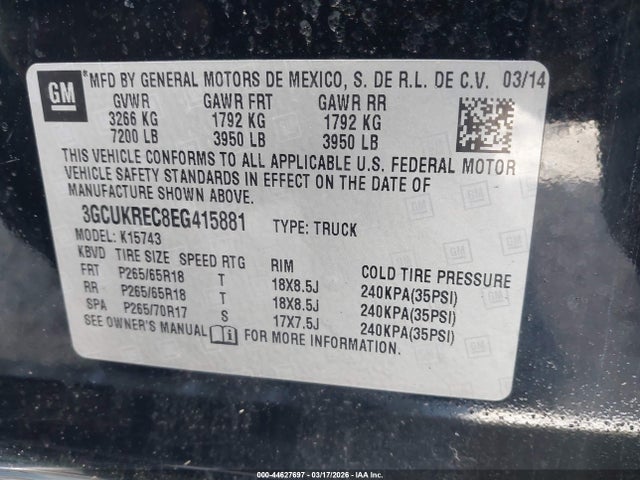 GM ® MFD BY GENERAL MOTORS DE MEXICO, S. DE R.L. DE C.V. 03/14
GVWR GAWR FRT GAWR RR
3266 KG 1792 KG 1792 KG
7200 LB 3950 LB 3950 LB
THIS VEHICLE CONFORMS TO ALL APPLICABLE U.S. FEDERAL MOTOR
VEHICLE SAFETY STANDARDS IN EFFECT ON THE DATE OF
MANUFACTURE SHOWN ABOVE.
3GCUKREC8EG415881 TYPE: TRUCK
MODEL: K15743
KBVD TIRE SIZE SPEED RTG RIM COLD TIRE PRESSURE
FRT P265/65R18 T 18X8.5J 240KPA(35PSI)
RR P265/65R18 T 18X8.5J 240KPA(35PSI)
SPA P265/70R17 S 17X7.5J 240KPA(35PSI)
SEE OWNER'S MANUAL FOR MORE INFORMATION.
000-44627697 - 03/17/2026 - IAA Inc.